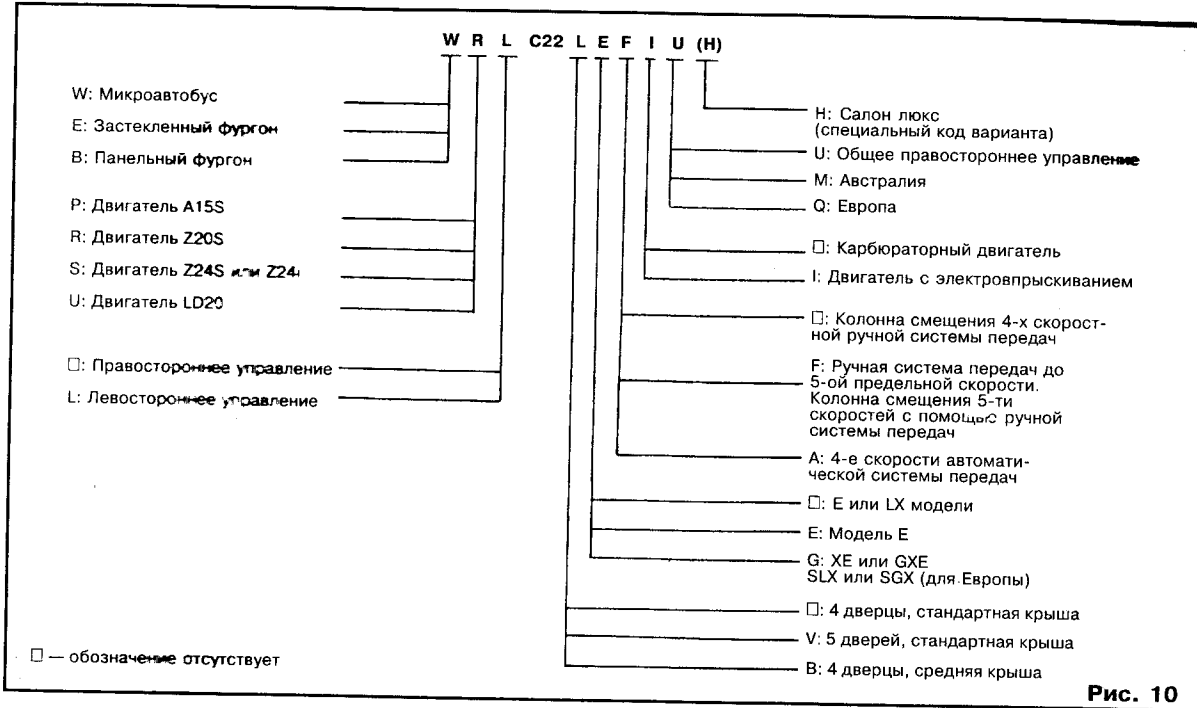 W R L C22 L E F I U (H)
W: Микроавтобус
E: Застекленный фургон
B: Панельный фургон
P: Двигатель A15S
R: Двигатель Z20S
S: Двигатель Z24S или Z24i
U: Двигатель LD20
□: Правостороннее управление
L: Левостороннее управление
H: Салон люкс
(специальный код варианта)
U: Общее правостороннее управление
M: Австралия
Q: Европа
□: Карбюраторный двигатель
I: Двигатель с электровпрыскиванием
□: Колонна смещения 4-х скорост-
ной ручной системы передач
F: Ручная система передач до
5-ой предельной скорости.
Колонна смещения 5-ти
скоростей с помощью ручной
системы передач
A: 4-е скорости автомати-
ческой системы передач
□: E или LX модели
E: Модель E
G: XE или GXE
SLX или SGX (для Европы)
□: 4 дверцы, стандартная крыша
V: 5 дверей, стандартная крыша
B: 4 дверцы, средняя крыша
□ — обозначение отсутствует
Рис. 10